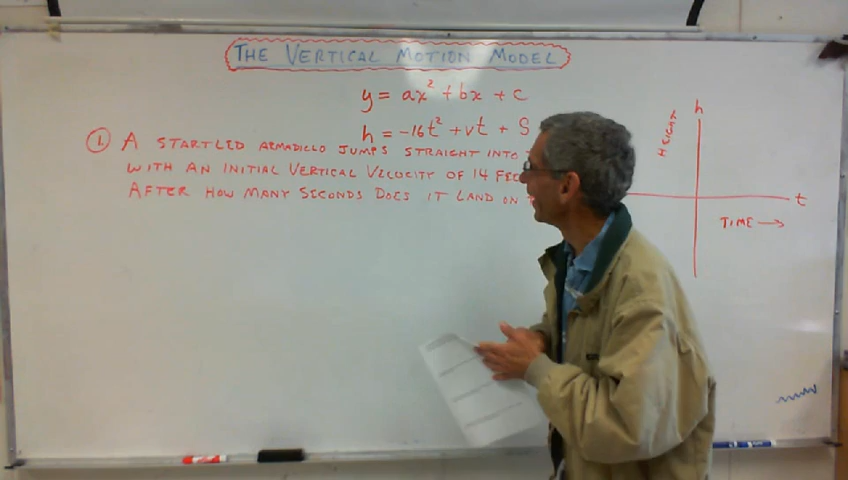 THE VERTICAL MOTION MODEL
y = ax² + bx + c
h = -16t² + vt + S
1. A STARTLED ARMADILLO JUMPS STRAIGHT INTO
WITH AN INITIAL VERTICAL VELOCITY OF 14
AFTER HOW MANY SECONDS DOES IT LAND ON
h
HEIGHT
t
TIME →